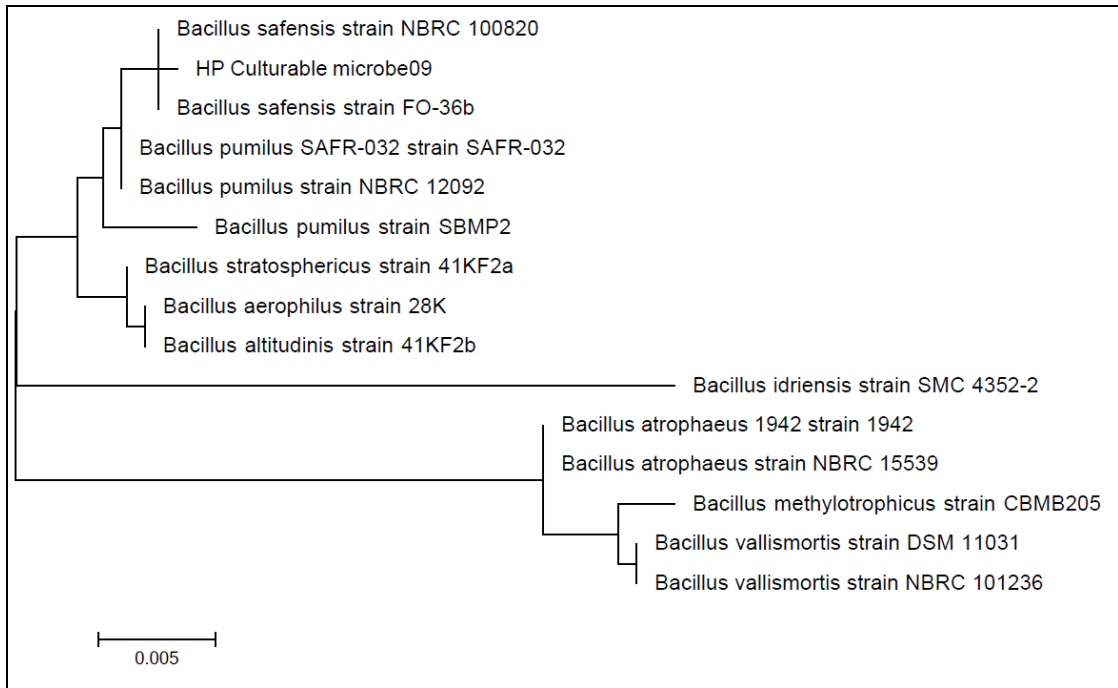 Bacillus safensis strain NBRC 100820
HP Culturable microbe09
Bacillus safensis strain FO-36b
Bacillus pumilus SAFR-032 strain SAFR-032
Bacillus pumilus strain NBRC 12092
Bacillus pumilus strain SBMP2
Bacillus stratosphericus strain 41KF2a
Bacillus aerophilus strain 28K
Bacillus altitudinis strain 41KF2b
Bacillus idriensis strain SMC 4352-2
Bacillus atrophaeus 1942 strain 1942
Bacillus atrophaeus strain NBRC 15539
Bacillus methylotrophicus strain CBMB205
Bacillus vallismortis strain DSM 11031
Bacillus vallismortis strain NBRC 101236
0.005